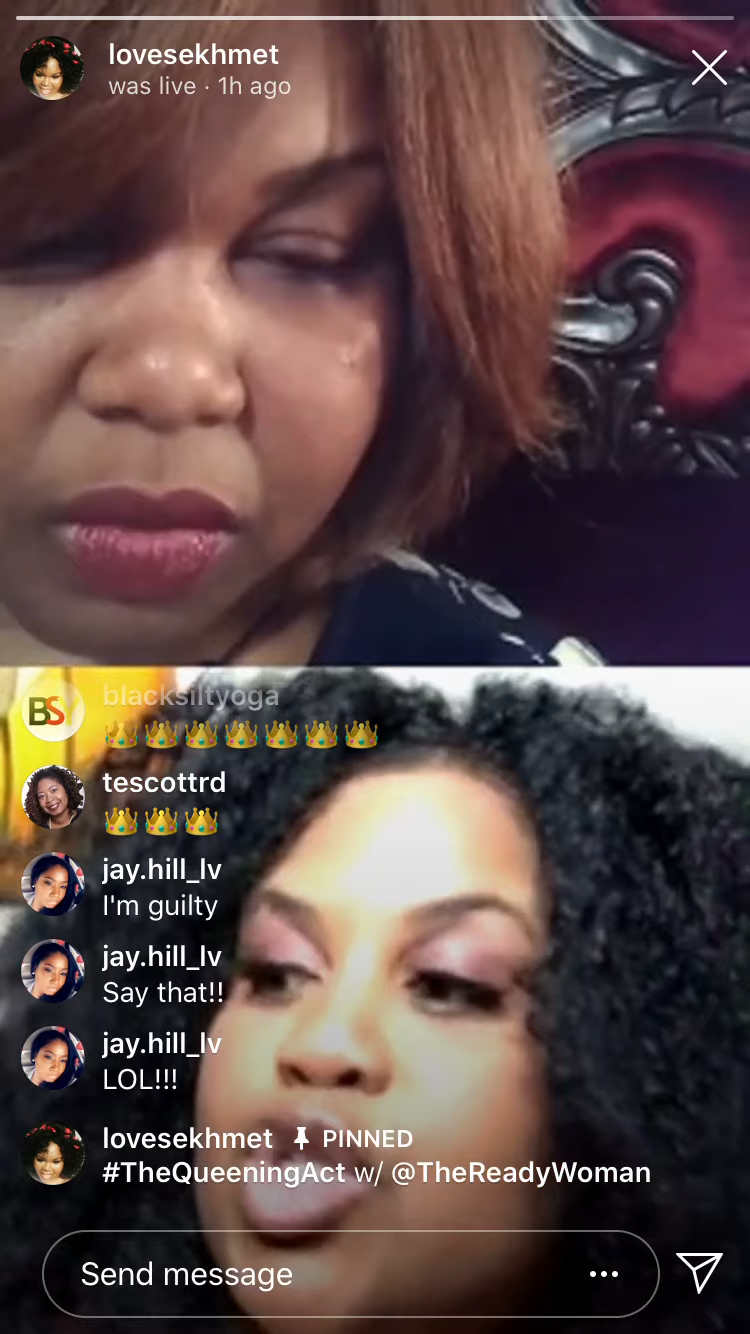 lovesekhmet
was live · 1h ago
BS
blacksiltyoga
👑👑👑👑👑👑👑
tescottrd
👑👑👑
jay.hill_lv
I'm guilty
jay.hill_lv
Say that!!
jay.hill_lv
LOL!!!
lovesekhmet PINNED
#TheQueeningAct w/ @TheReadyWoman
Send message